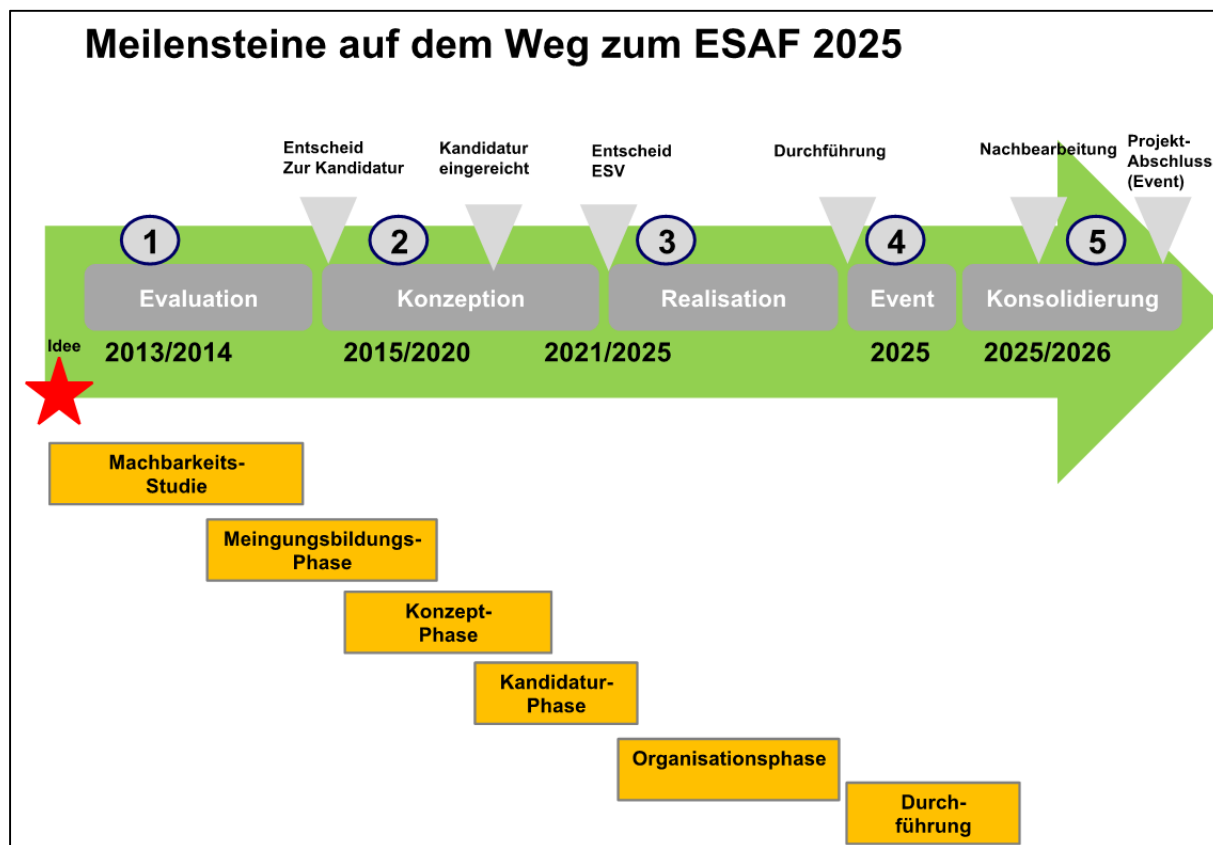 Meilensteine auf dem Weg zum ESAF 2025
Entscheid
Zur Kandidatur
Kandidatur
eingereicht
Entscheid
ESV
Durchführung
Nachbearbeitung
Projekt-
Abschluss
(Event)
1
2
3
4
5
Evaluation
Konzeption
Realisation
Event
Konsolidierung
Idee
2013/2014
2015/2020
2021/2025
2025
2025/2026
Machbarkeits-
Studie
Meingungsbildungs-
Phase
Konzept-
Phase
Kandidatur-
Phase
Organisationsphase
Durch-
führung